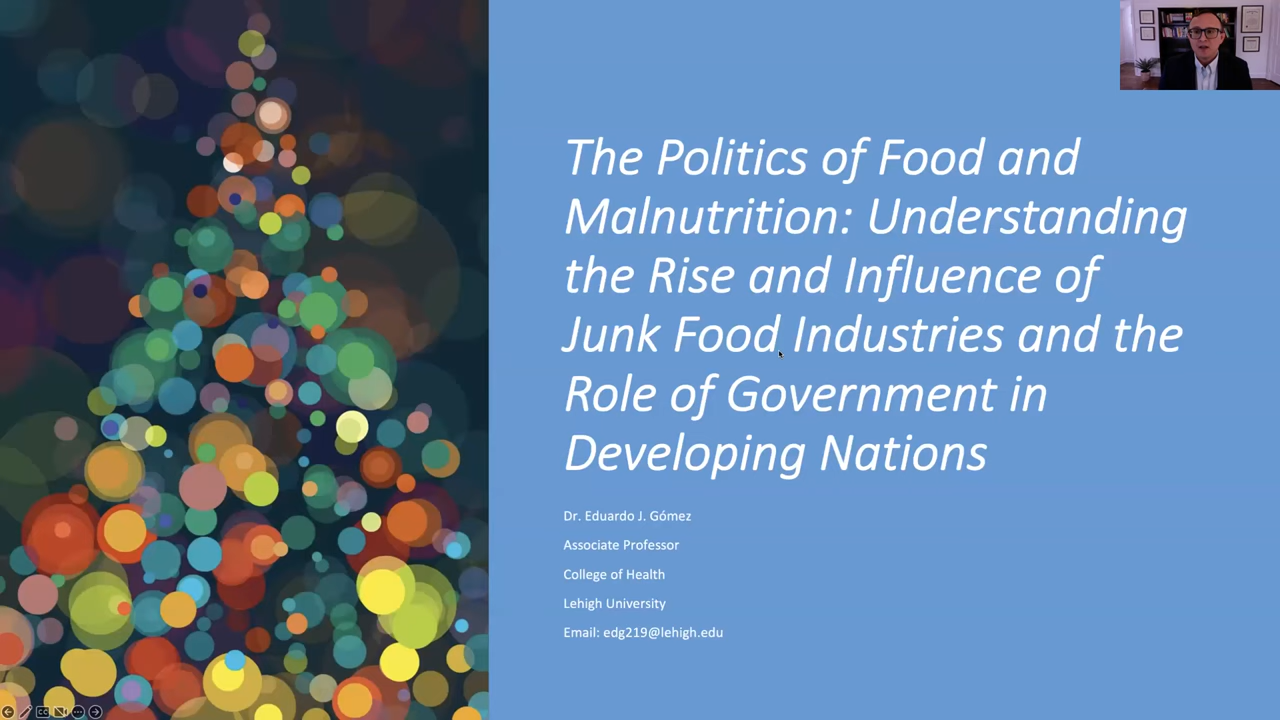 The Politics of Food and
Malnutrition: Understanding
the Rise and Influence of
Junk Food Industries and the
Role of Government in
Developing Nations
Dr. Eduardo J. Gómez
Associate Professor
College of Health
Lehigh University
Email: edg219@lehigh.edu